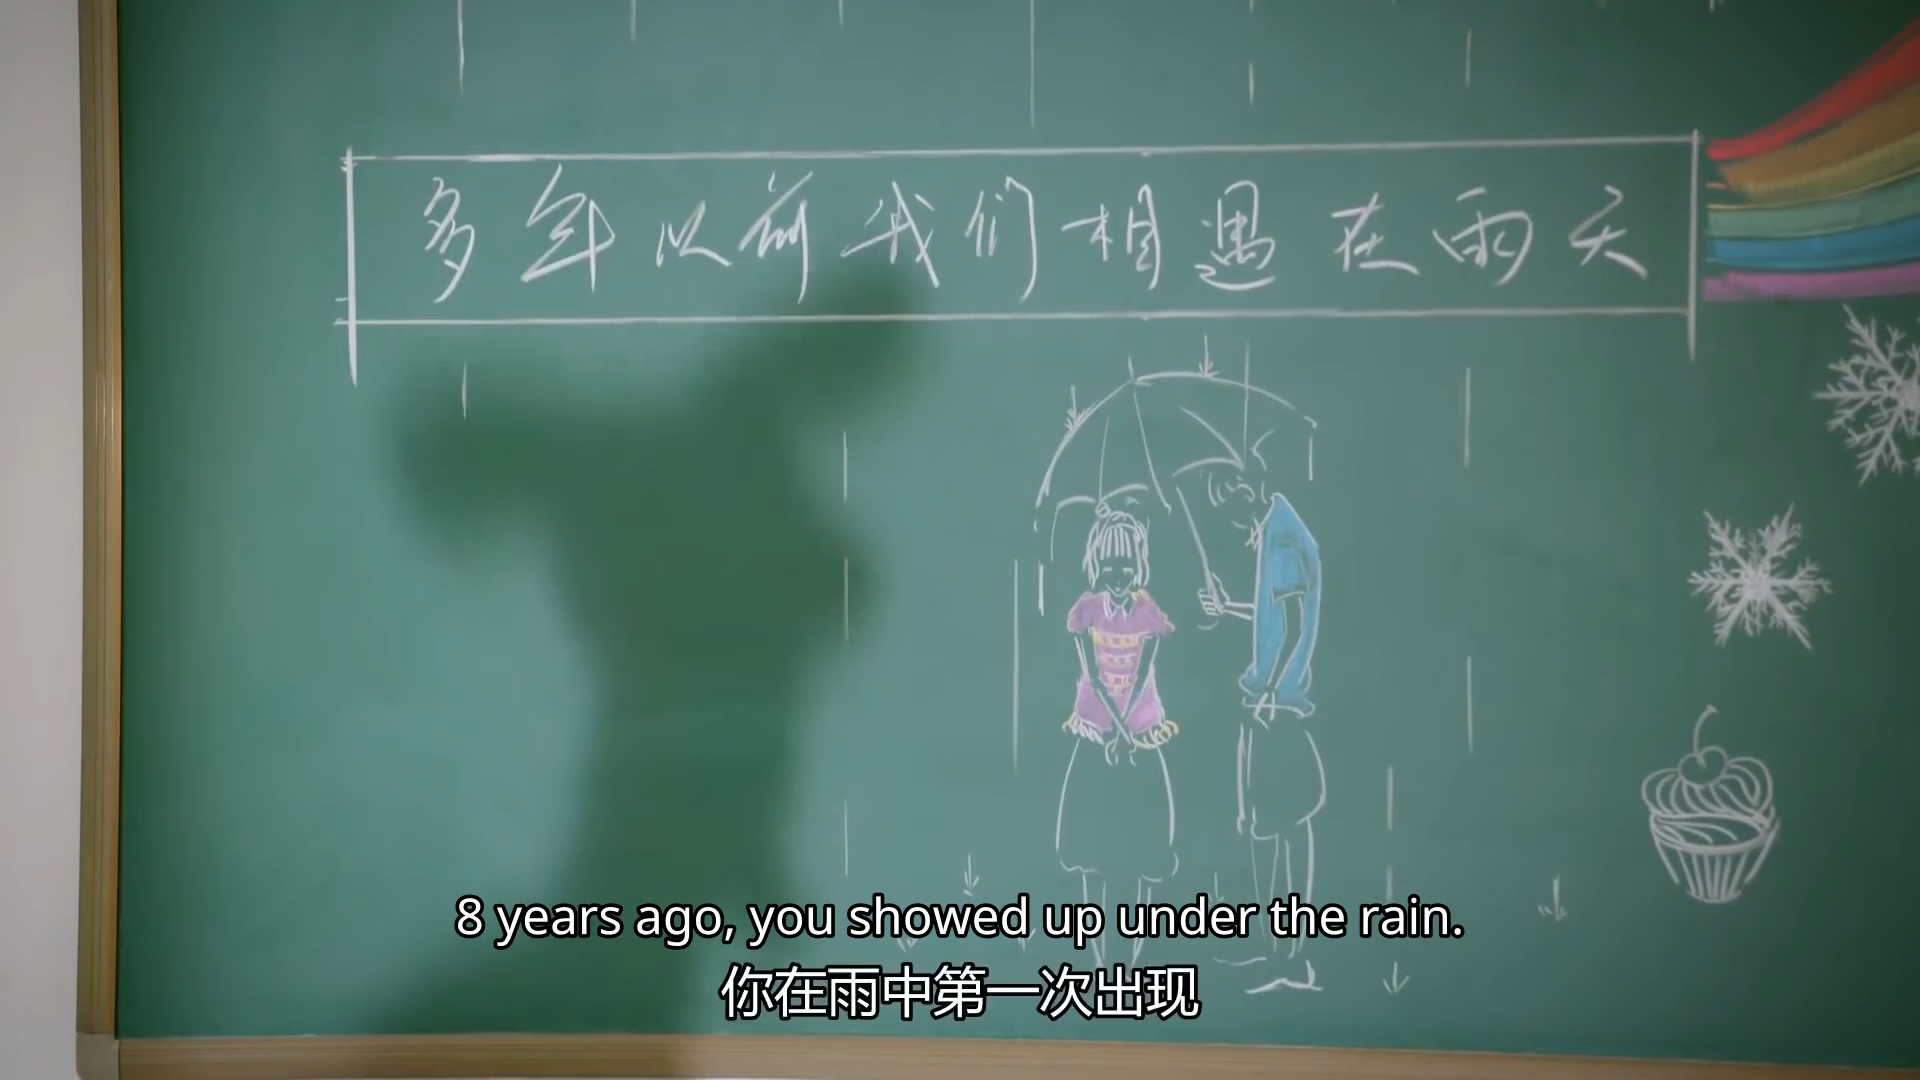 多年以前我们相遇在雨天
8 years ago, you showed up under the rain.
你在雨中第一次出现